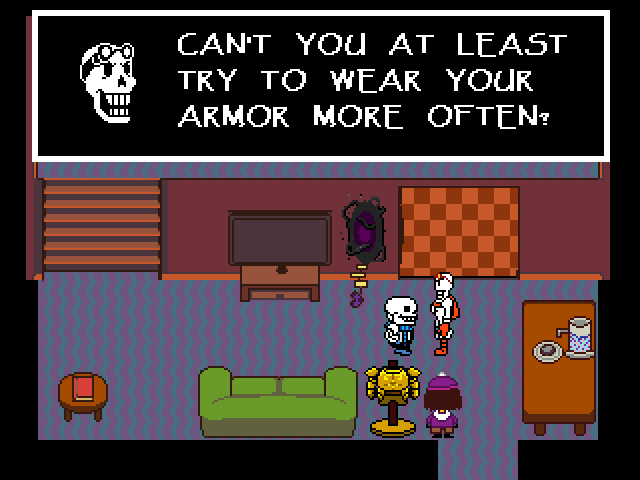 CAN'T YOU AT LEAST
TRY TO WEAR YOUR
ARMOR MORE OFTEN?